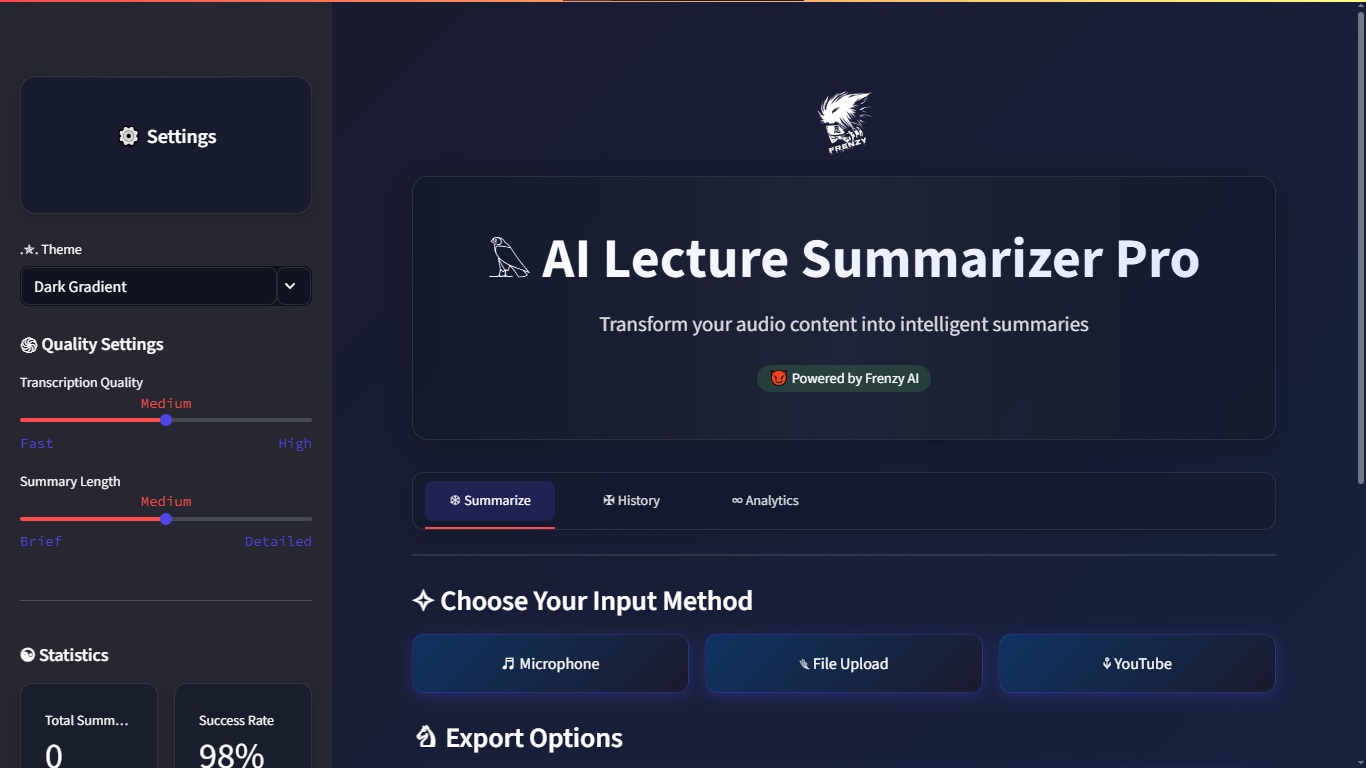 ⚙ Settings
.✯. Theme
Dark Gradient
֍ Quality Settings
Transcription Quality
Medium
Fast High
Summary Length
Medium
Brief Detailed
☯ Statistics
Total Summ…
0
Success Rate
98%
FRENZY
𓅃 AI Lecture Summarizer Pro
Transform your audio content into intelligent summaries
😈 Powered by Frenzy AI
❄ Summarize
✠ History
∞ Analytics
✧ Choose Your Input Method
♬ Microphone
File Upload
YouTube
Export Options